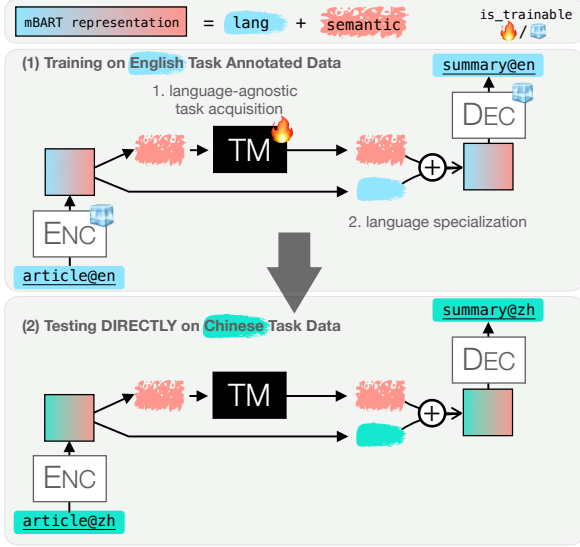 mBART representation = lang + semantic
is_trainable
/
(1) Training on English Task Annotated Data
summary@en
1. language-agnostic
task acquisition
DEC
TM
+
ENC
2. language specialization
article@en
(2) Testing DIRECTLY on Chinese Task Data
summary@zh
DEC
TM
+
ENC
article@zh